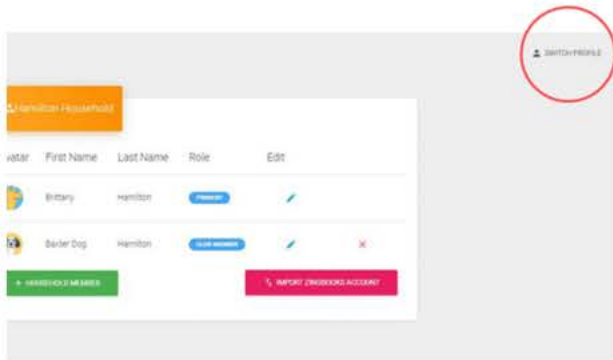 SWITCH PROFILE
Hamilton Household
vatar First Name Last Name Role Edit
Brittany Hamilton PRIMARY
Baxter Dog Hamilton CLUB MEMBER
+ HOUSEHOLD MEMBER IMPORT ZINGBOOKS ACCOUNT